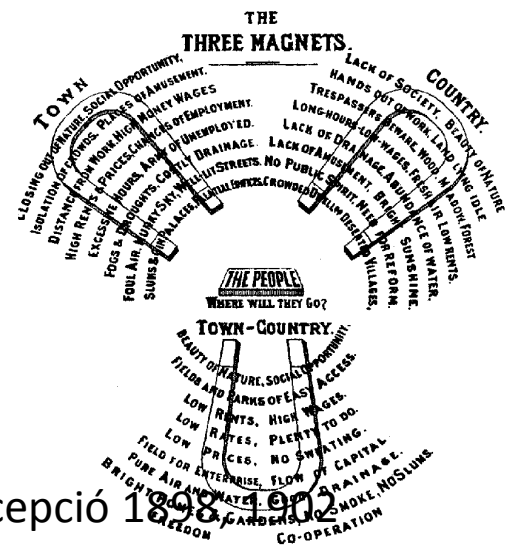 THE
THREE MAGNETS.
TOWN
CLOSING OUT OF NATURE. SOCIAL OPPORTUNITY.
ISOLATION OF CROWDS. PLACES OF AMUSEMENT.
DISTANCE FROM WORK. HIGH MONEY WAGES
HIGH RENTS & PRICES. CHANCES OF EMPLOYMENT.
EXCESSIVE HOURS. ARMY OF UNEMPLOYED.
FOGS & DROUGHTS. COSTLY DRAINAGE.
FOUL AIR. MURKY SKY. WELL-LIT STREETS.
SLUMS & GIN PALACES. EDIFICES.
COUNTRY.
LACK OF SOCIETY. BEAUTY OF NATURE
HANDS OUT OF WORK. LAND LYING IDLE
TRESPASSERS BEWARE. WOOD, MEADOW, FOREST
LONG HOURS-LOW WAGES. FRESH AIR LOW RENTS.
LACK OF DRAINAGE. ABUNDANCE OF WATER.
LACK OF AMUSEMENT. BRIGHT SUNSHINE.
NO PUBLIC SPIRIT. NEED FOR REFORM.
CROWDED DWELLINGS DESERTED VILLAGES,
THE PEOPLE
WHERE WILL THEY GO?
TOWN-COUNTRY.
BEAUTY OF NATURE, SOCIAL OPPORTUNITY.
FIELDS AND PARKS OF EASY ACCESS.
LOW RENTS, HIGH WAGES.
LOW RATES, PLENTY TO DO.
LOW PRICES, NO SWEATING.
FIELD FOR ENTERPRISE, FLOW OF CAPITAL.
PURE AIR AND WATER, GOOD DRAINAGE.
BRIGHT HOMES & GARDENS, NO SMOKE, NO SLUMS.
FREEDOM CO-OPERATION
cepció 1898, 1902